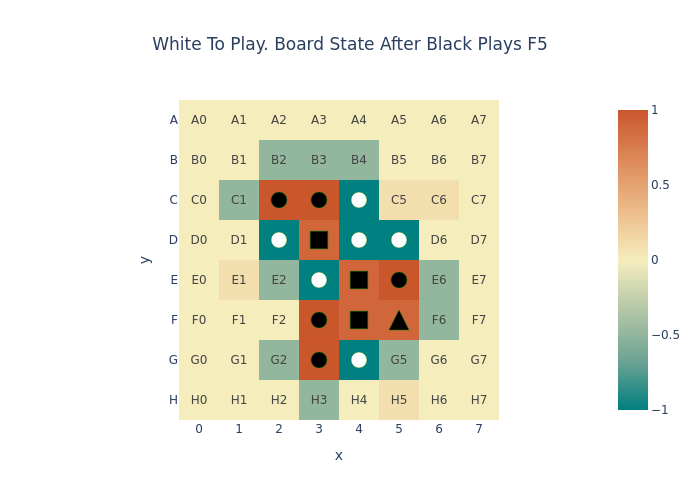 White To Play. Board State After Black Plays F5
A A0 A1 A2 A3 A4 A5 A6 A7
B B0 B1 B2 B3 B4 B5 B6 B7
C C0 C1 C5 C6 C7
D D0 D1 D6 D7
E E0 E1 E2 E6 E7
F F0 F1 F2 F6 F7
G G0 G1 G2 G5 G6 G7
H H0 H1 H2 H3 H4 H5 H6 H7
0 1 2 3 4 5 6 7
x
y
1
0.5
0
−0.5
−1